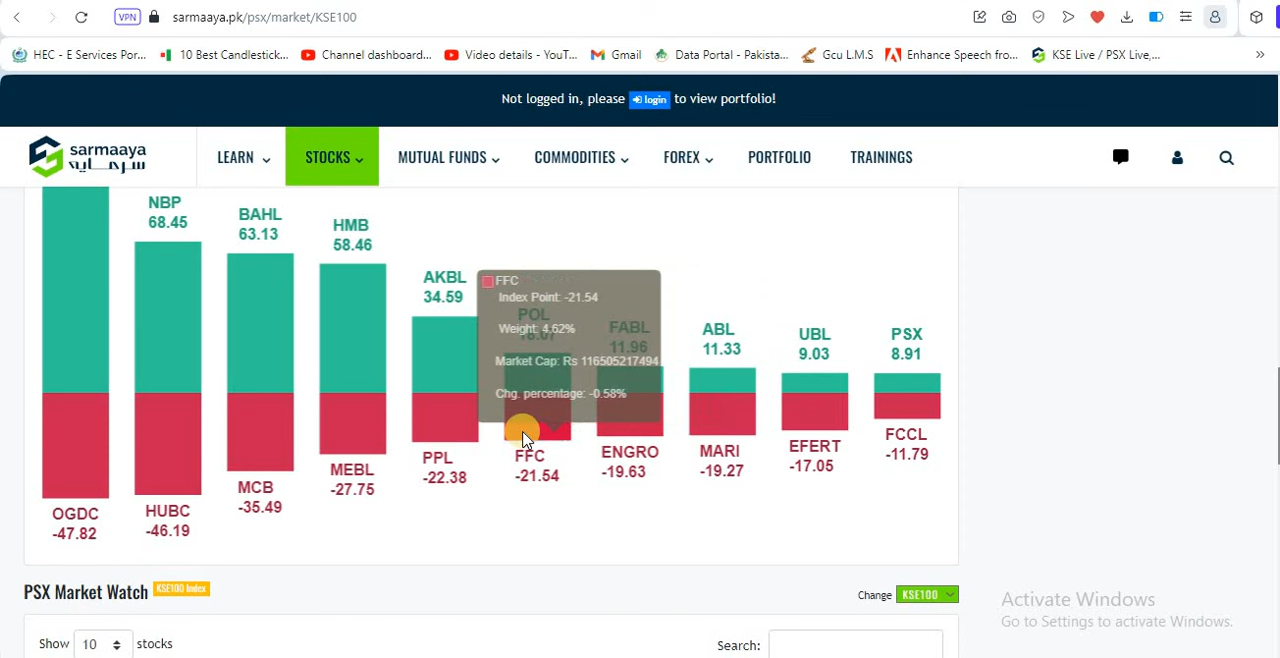 VPN
sarmaaya.pk/psx/market/KSE100
HEC - E Services Por...
10 Best Candlestick...
Channel dashboard...
Video details - YouT...
Gmail
Data Portal - Pakista...
Gcu L.M.S
Enhance Speech fro...
KSE Live / PSX Live,...
»
Not logged in, please login to view portfolio!
sarmaaya
سرمایہ
LEARN
STOCKS
MUTUAL FUNDS
COMMODITIES
FOREX
PORTFOLIO
TRAININGS
NBP
68.45
BAHL
63.13
HMB
58.46
AKBL
34.59
FFC
Index Point: -21.54
Weight: 4.62%
Market Cap: Rs 116505217494
Chg. percentage: -0.58%
POL
FABL
11.96
ABL
11.33
UBL
9.03
PSX
8.91
OGDC
-47.82
HUBC
-46.19
MCB
-35.49
MEBL
-27.75
PPL
-22.38
FFC
-21.54
ENGRO
-19.63
MARI
-19.27
EFERT
-17.05
FCCL
-11.79
PSX Market Watch KSE100 Index
Change KSE100
Show 10 stocks
Search:
Activate Windows
Go to Settings to activate Windows.